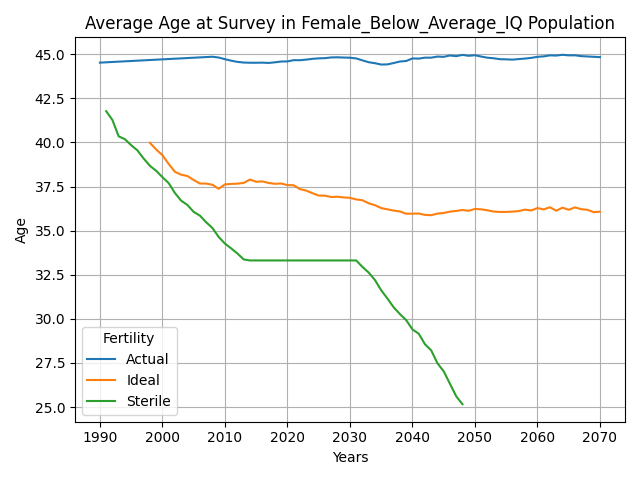 Average Age at Survey in Female_Below_Average_IQ Population
45.0
42.5
40.0
37.5
35.0
32.5
30.0
27.5
25.0
Age
Fertility
Actual
Ideal
Sterile
1990 2000 2010 2020 2030 2040 2050 2060 2070
Years